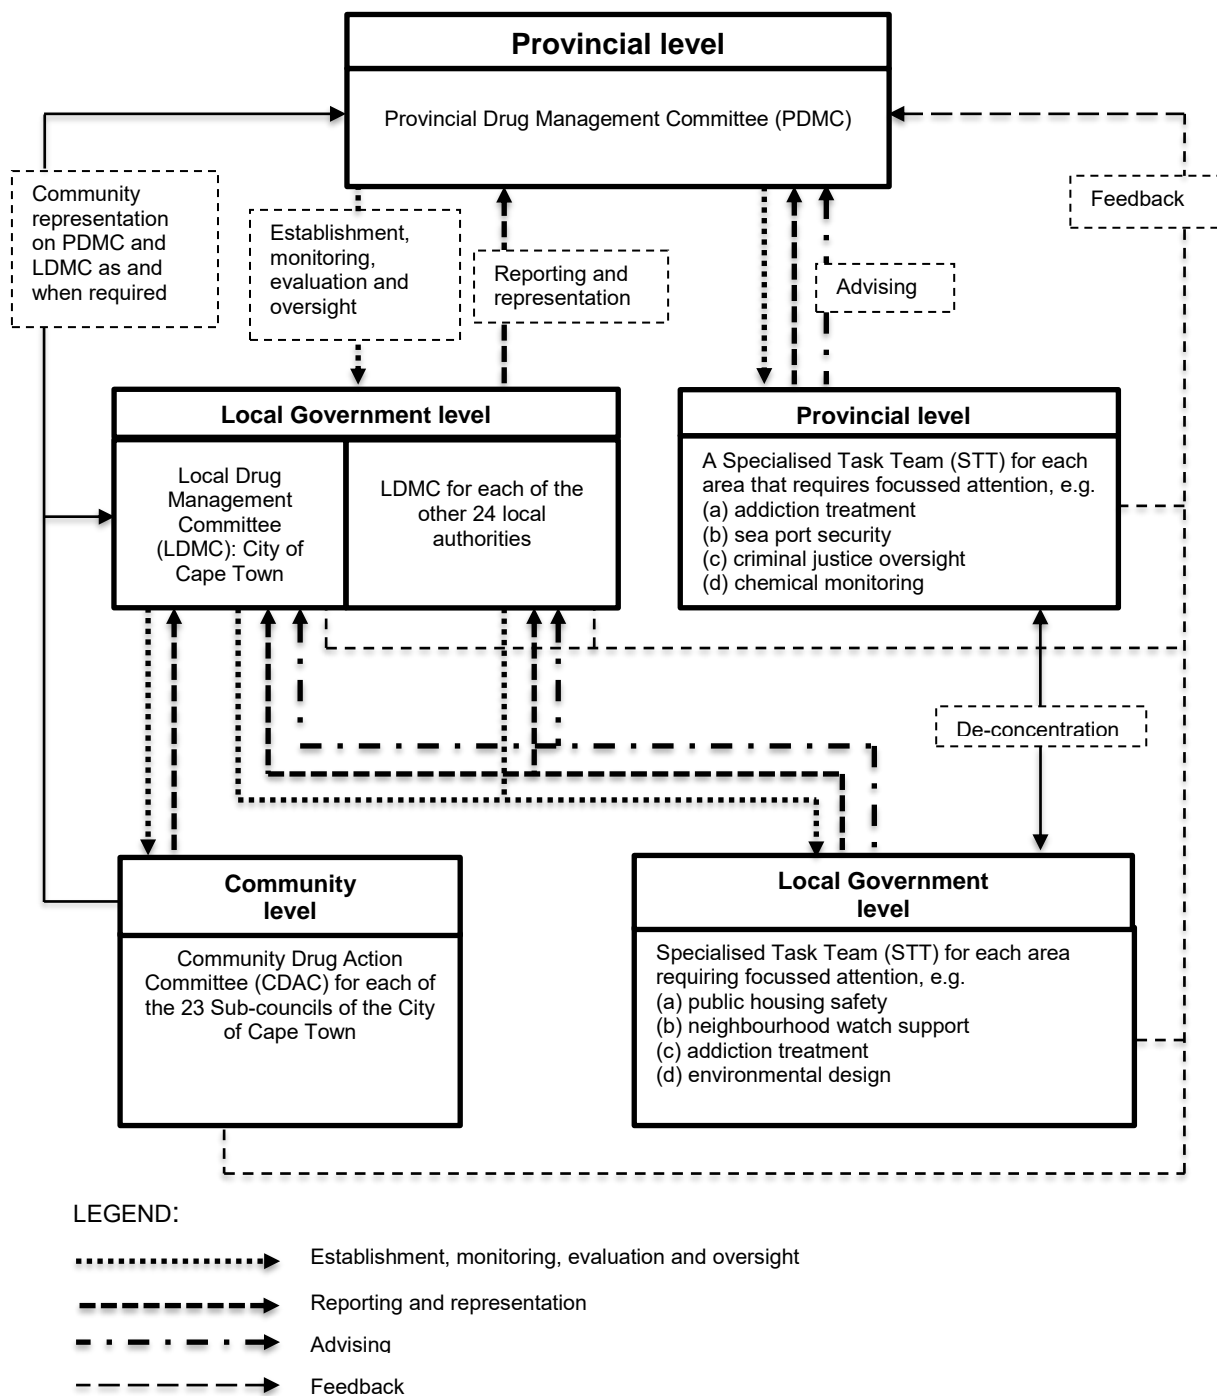 Provincial level
Provincial Drug Management Committee (PDMC)
Community
representation
on PDMC and
LDMC as and
when required
Establishment,
monitoring,
evaluation and
oversight
Reporting and
representation
Advising
Feedback
Local Government level
Local Drug
Management
Committee
(LDMC): City of
Cape Town
LDMC for each of the
other 24 local
authorities
Provincial level
A Specialised Task Team (STT) for each
area that requires focussed attention, e.g.
(a) addiction treatment
(b) sea port security
(c) criminal justice oversight
(d) chemical monitoring
De-concentration
Community
level
Community Drug Action
Committee (CDAC) for each of
the 23 Sub-councils of the City
of Cape Town
Local Government
level
Specialised Task Team (STT) for each area
requiring focussed attention, e.g.
(a) public housing safety
(b) neighbourhood watch support
(c) addiction treatment
(d) environmental design
LEGEND:
Establishment, monitoring, evaluation and oversight
Reporting and representation
Advising
Feedback